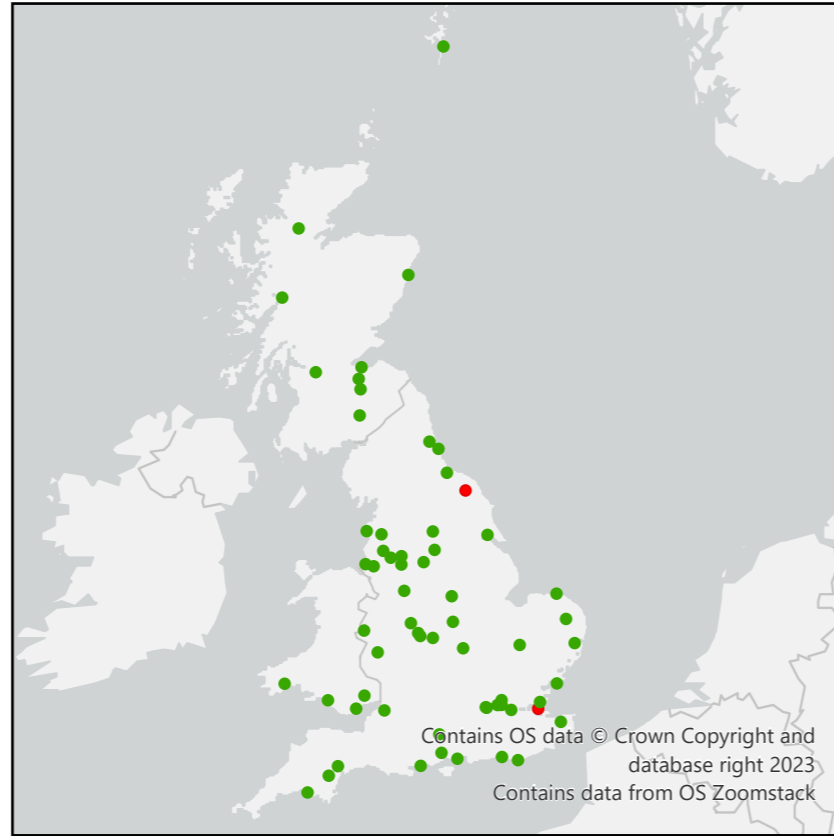 Contains OS data © Crown Copyright and
database right 2023
Contains data from OS Zoomstack